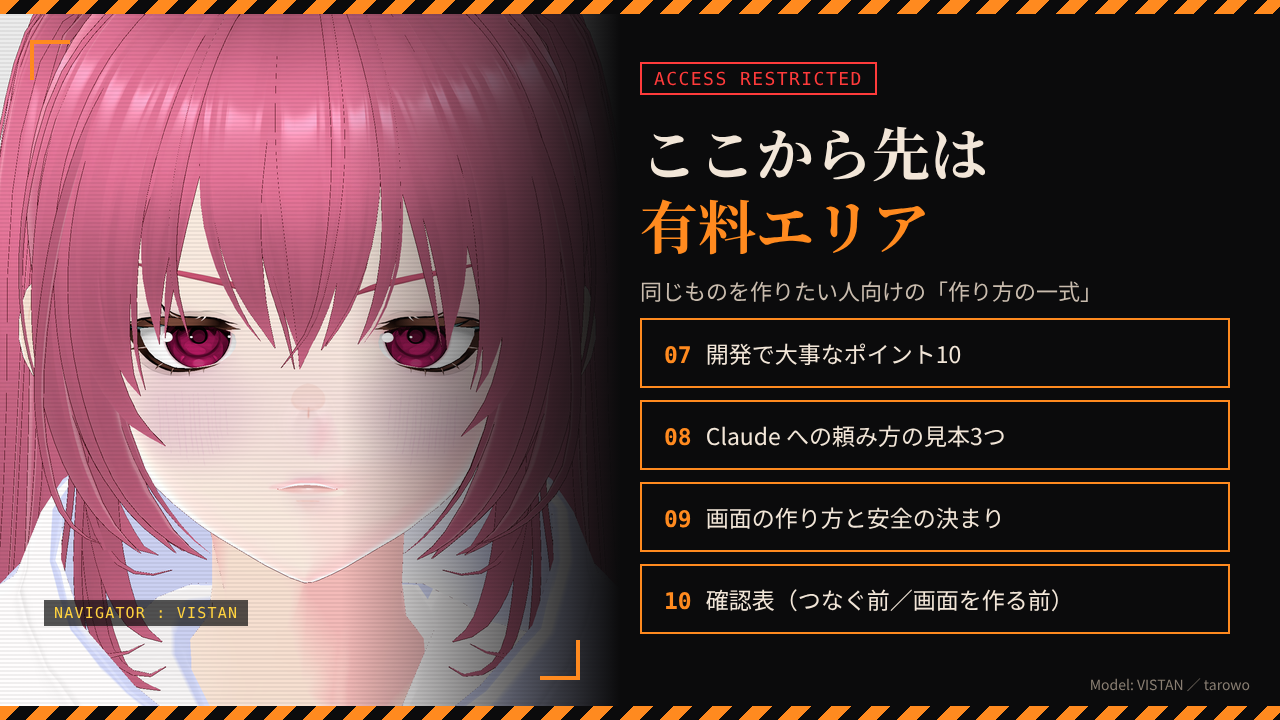 ACCESS RESTRICTED
ここから先は
有料エリア
同じものを作りたい人向けの「作り方の一式」
07 開発で大事なポイント10
08 Claude への頼み方の見本3つ
09 画面の作り方と安全の決まり
10 確認表（つなぐ前／画面を作る前）
NAVIGATOR : VISTAN
Model: VISTAN ／ tarowo